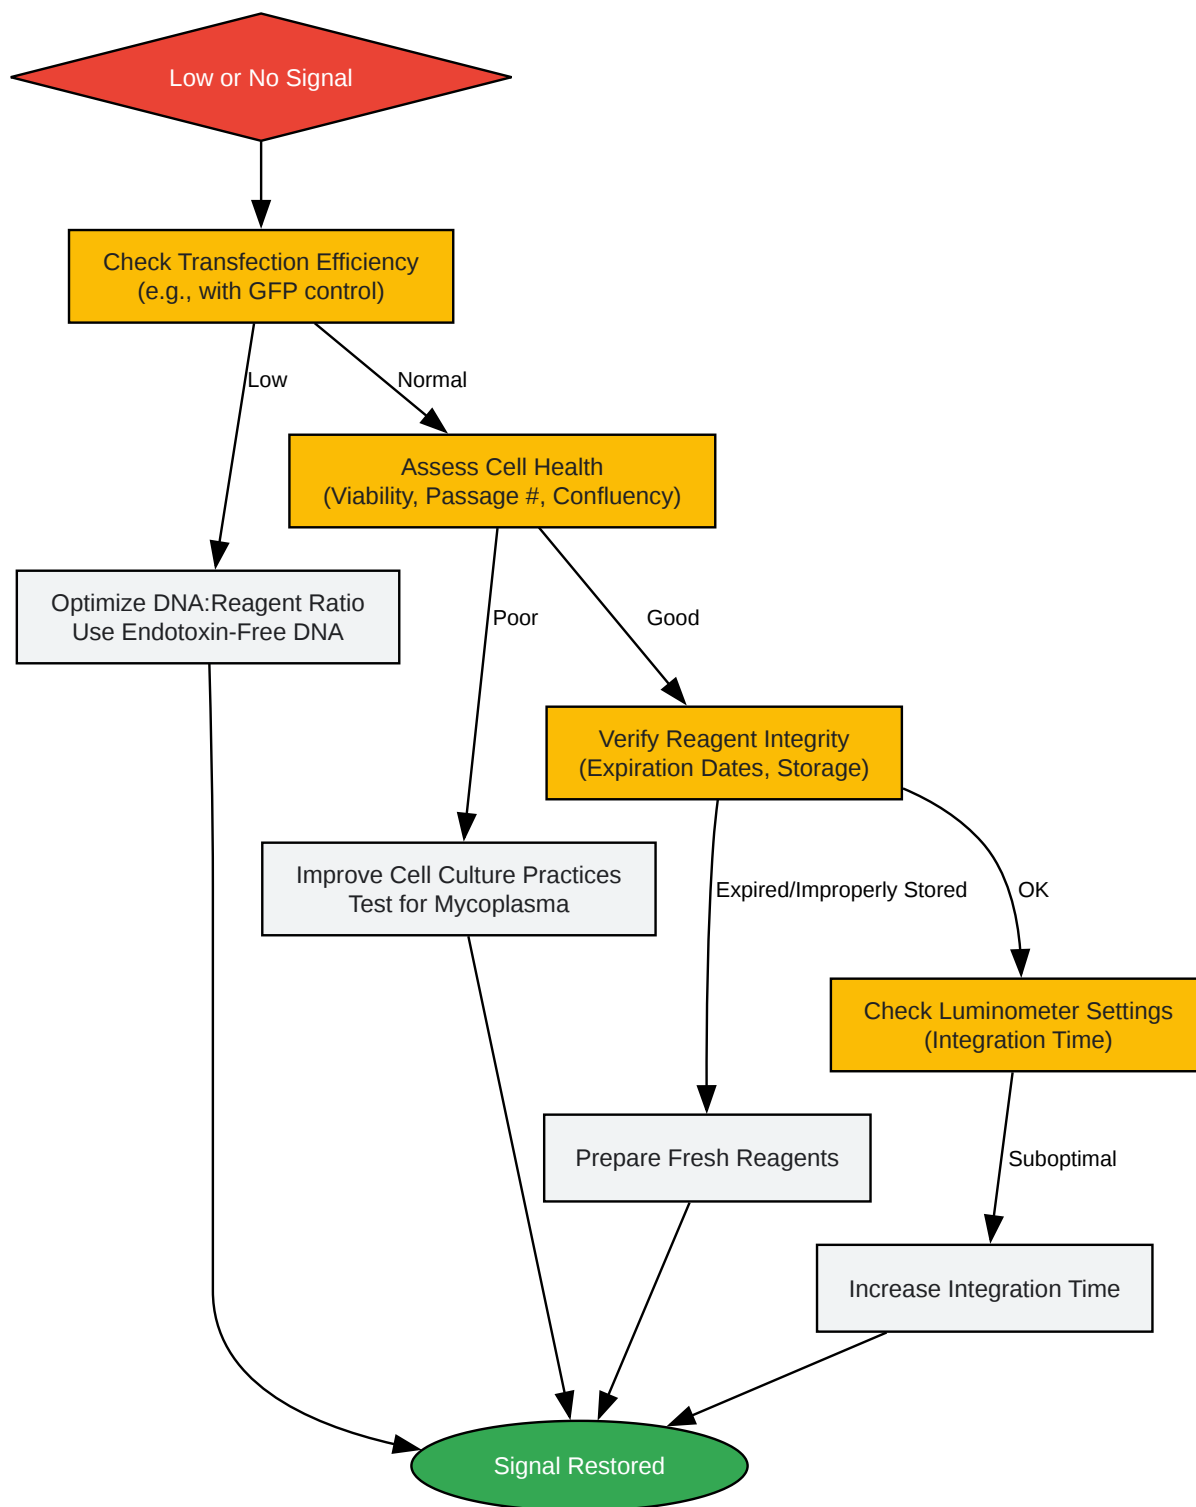 Low or No Signal
Check Transfection Efficiency
(e.g., with GFP control)
Low
Normal
Assess Cell Health
(Viability, Passage #, Confluency)
Optimize DNA:Reagent Ratio
Use Endotoxin-Free DNA
Poor
Good
Verify Reagent Integrity
(Expiration Dates, Storage)
Improve Cell Culture Practices
Test for Mycoplasma
Expired/Improperly Stored
OK
Check Luminometer Settings
(Integration Time)
Prepare Fresh Reagents
Suboptimal
Increase Integration Time
Signal Restored